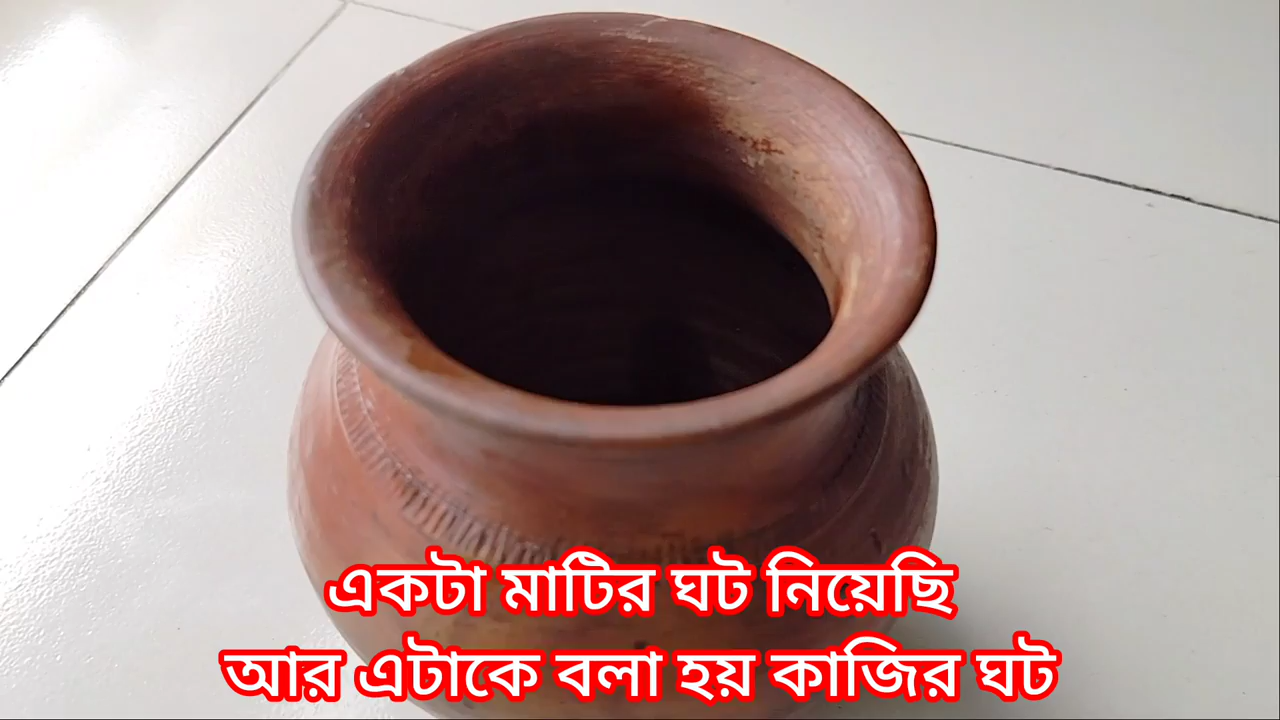 একটা মাটির ঘট নিয়েছি
আর এটাকে বলা হয় কাজির ঘট